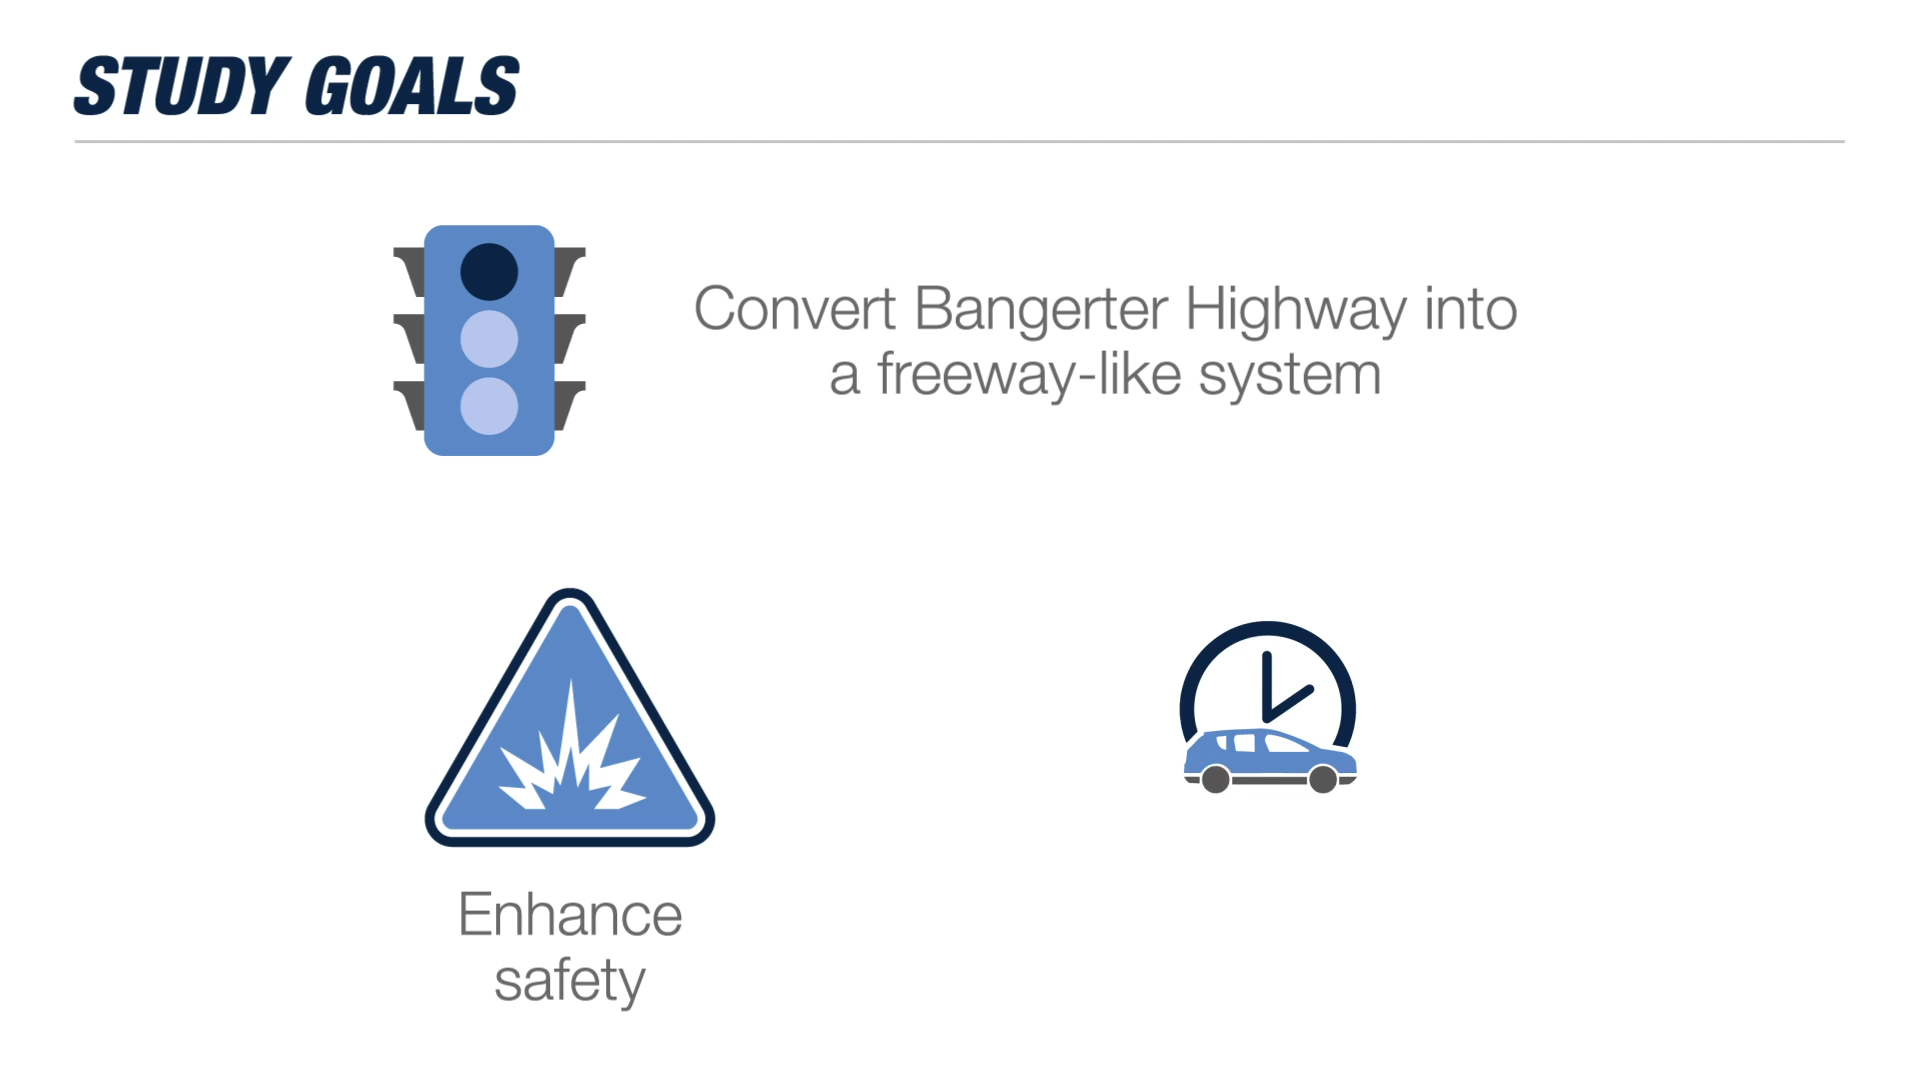 STUDY GOALS
Convert Bangerter Highway into
a freeway-like system
Enhance
safety